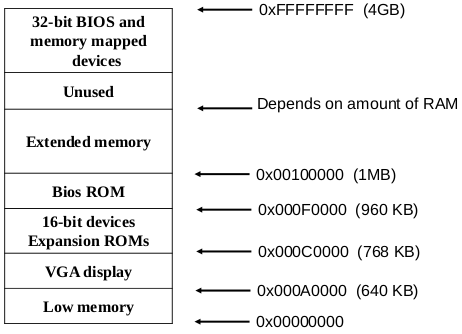 32-bit BIOS and
memory mapped
devices
Unused
Extended memory
Bios ROM
16-bit devices
Expansion ROMs
VGA display
Low memory
0xFFFFFFFF (4GB)
Depends on amount of RAM
0x00100000 (1MB)
0x000F0000 (960 KB)
0x000C0000 (768 KB)
0x000A0000 (640 KB)
0x00000000